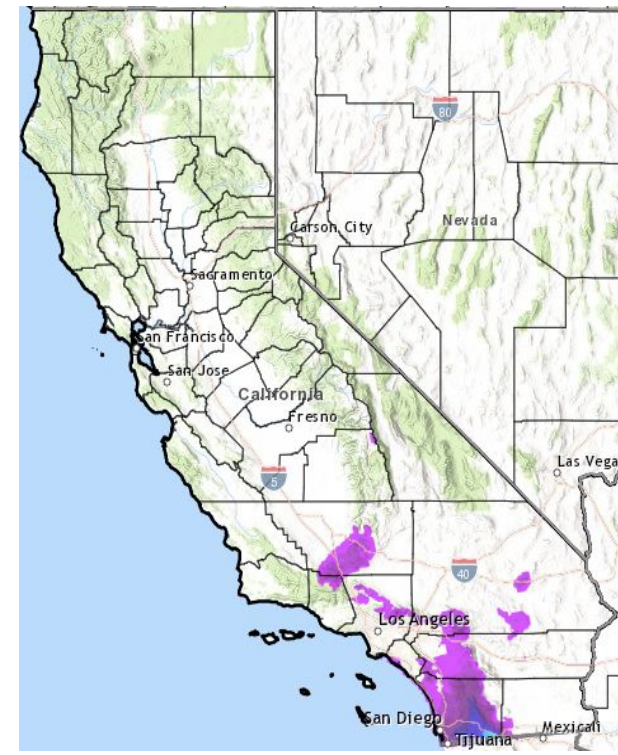 80
Nevada
Carson City
Sacramento
San Francisco
San Jose
California
Fresno
5
Las Vega
40
Los Angeles
San Diego
Tijuana
Mexicali